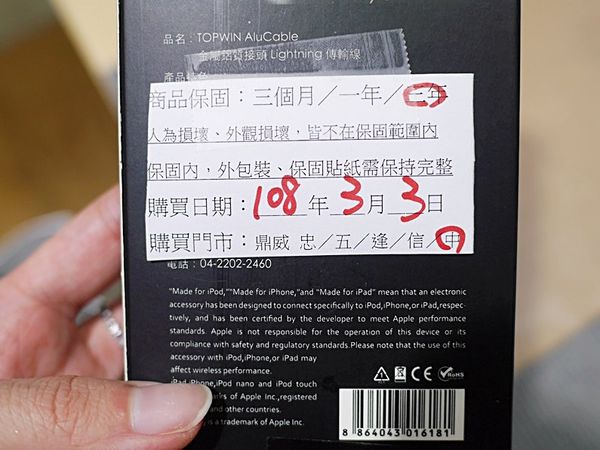 品名：TOPWIN AluCable
金屬鋁質接頭 Lightning 傳輸線
產品特色
商品保固：三個月／一年／三年
人為損壞、外觀損壞，皆不在保固範圍內
保固內，外包裝、保固貼紙需保持完整
購買日期：108年3月3日
購買門市：鼎威 忠／五／逢／信／中
電話：04-2202-2460
"Made for iPod,""Made for iPhone,"and "Made for iPad" mean that an electronic
accessory has been designed to connect specifically to iPod,iPhone,or iPad,respec-
tively, and has been certified by the developer to meet Apple performance
standards. Apple is not responsible for the operation of this device or its
compliance with safety and regulatory standards.Please note that the use of this
accessory with iPod,iPhone,or iPad may
affect wireless performance.
iPad,iPhone,iPod nano and iPod touch
rks of Apple Inc.,registered
and other countries.
is a trademark of Apple Inc.
RoHS
8 864043 016181